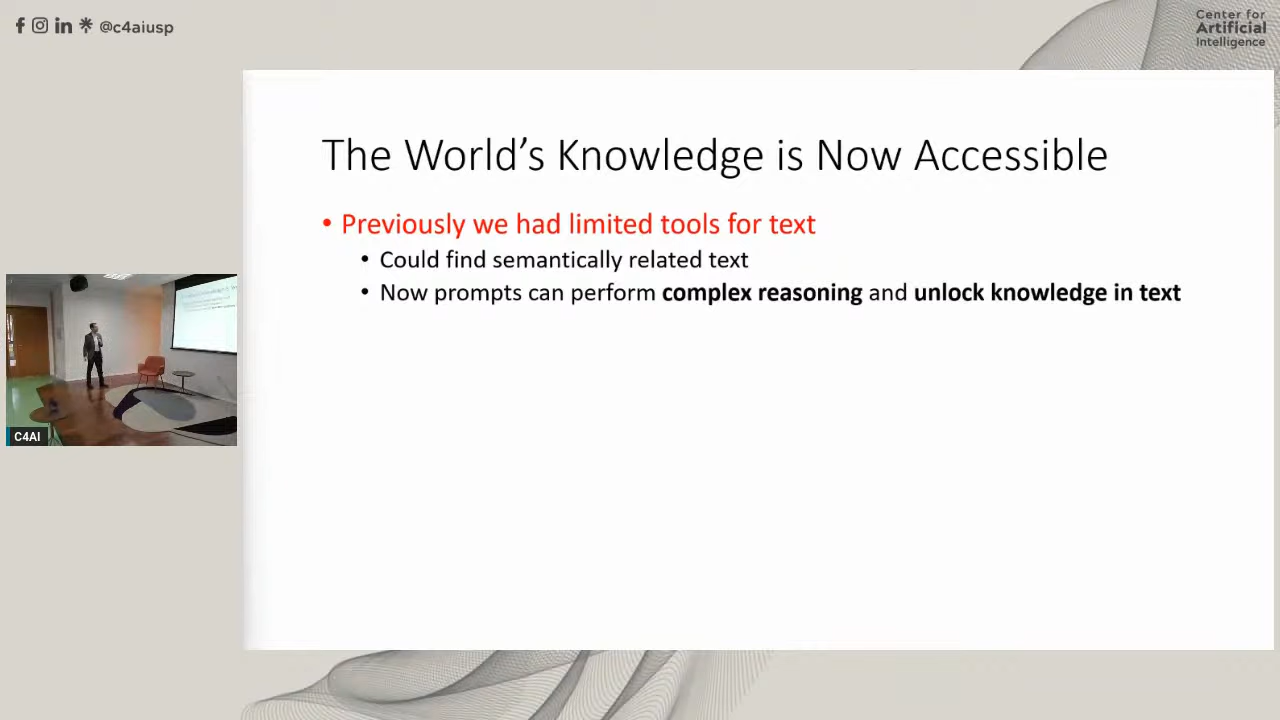 @c4aiusp
Center for
Artificial
Intelligence
The World's Knowledge is Now Accessible
• Previously we had limited tools for text
• Could find semantically related text
• Now prompts can perform complex reasoning and unlock knowledge in text
C4AI